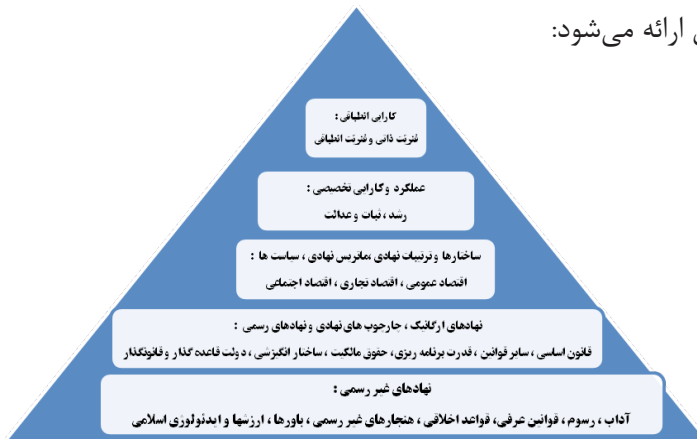 ارائه می‌شود:
کارایی انطباقی :
قدرت ذاتی و قدرت انطباقی
عملکرد و کارایی تخصیصی :
رشد ، ثبات و عدالت
ساختارها و ترتیبات نهادی ،ماتریس نهادی ، سیاست ها :
اقتصاد عمومی ، اقتصاد تجاری ، اقتصاد اجتماعی
نهادهای ارگانیک ، چارچوب های نهادی و نهادهای رسمی :
قانون اساسی ، سایر قوانین ، قدرت برنامه ریزی، حقوق مالکیت ، ساختار انگیزشی ، دولت قاعده گذار و قانونگذار
نهادهای غیر رسمی :
آداب ، رسوم ، قوانین عرفی، قواعد اخلاقی ، هنجارهای غیر رسمی ، باورها ، ارزشها و ایدئولوژی اسلامی